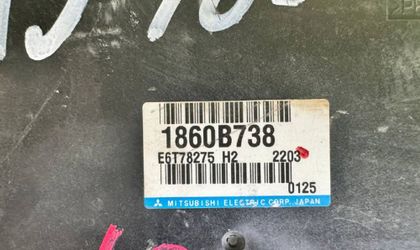 1860B738
E6T78275 H2 2203
0125
MITSUBISHI ELECTRIC CORP., JAPAN